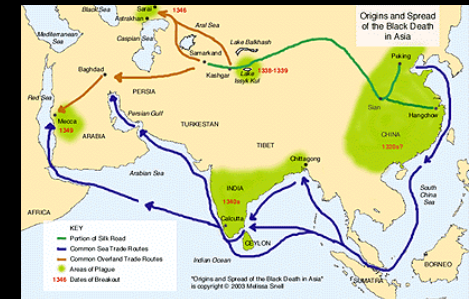 Origins and Spread
of the Black Death
in Asia
Black Sea
Sarai
1346
Astrakhan
Aral Sea
Mediterranean
Sea
Caspian
Sea
Lake Balkhash
Samarkand
Kashgar
Lake
Issyk Kul
1338-1339
Peking
Baghdad
PERSIA
Sian
Hangchow
Red Sea
Persian Gulf
TURKESTAN
CHINA
1320s?
Mecca
1349
ARABIA
TIBET
Chittagong
Arabian Sea
INDIA
1340s
South
China
Sea
AFRICA
Calcutta
CEYLON
KEY
Portion of Silk Road
Common Sea Trade Routes
Common Overland Trade Routes
Areas of Plague
1346 Dates of Breakout
Indian Ocean
BORNEO
SUMATRA
"Origins and Spread of the Black Death in Asia"
is copyright © 2003 Melissa Snell